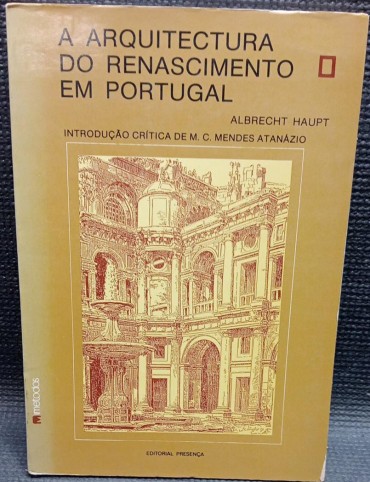 A ARQUITECTURA
DO RENASCIMENTO
EM PORTUGAL
ALBRECHT HAUPT
INTRODUÇÃO CRÍTICA DE M. C. MENDES ATANÁZIO
métodos
EDITORIAL PRESENÇA